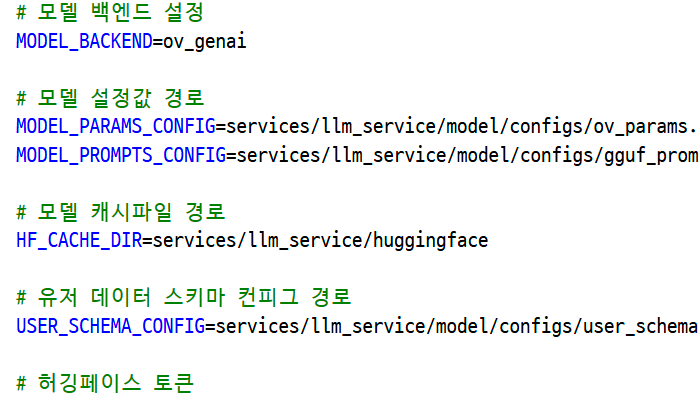 # 모델 백엔드 설정
MODEL_BACKEND=ov_genai
# 모델 설정값 경로
MODEL_PARAMS_CONFIG=services/llm_service/model/configs/ov_params.
MODEL_PROMPTS_CONFIG=services/llm_service/model/configs/gguf_prom
# 모델 캐시파일 경로
HF_CACHE_DIR=services/llm_service/huggingface
# 유저 데이터 스키마 컨피그 경로
USER_SCHEMA_CONFIG=services/llm_service/model/configs/user_schema
# 허깅페이스 토큰